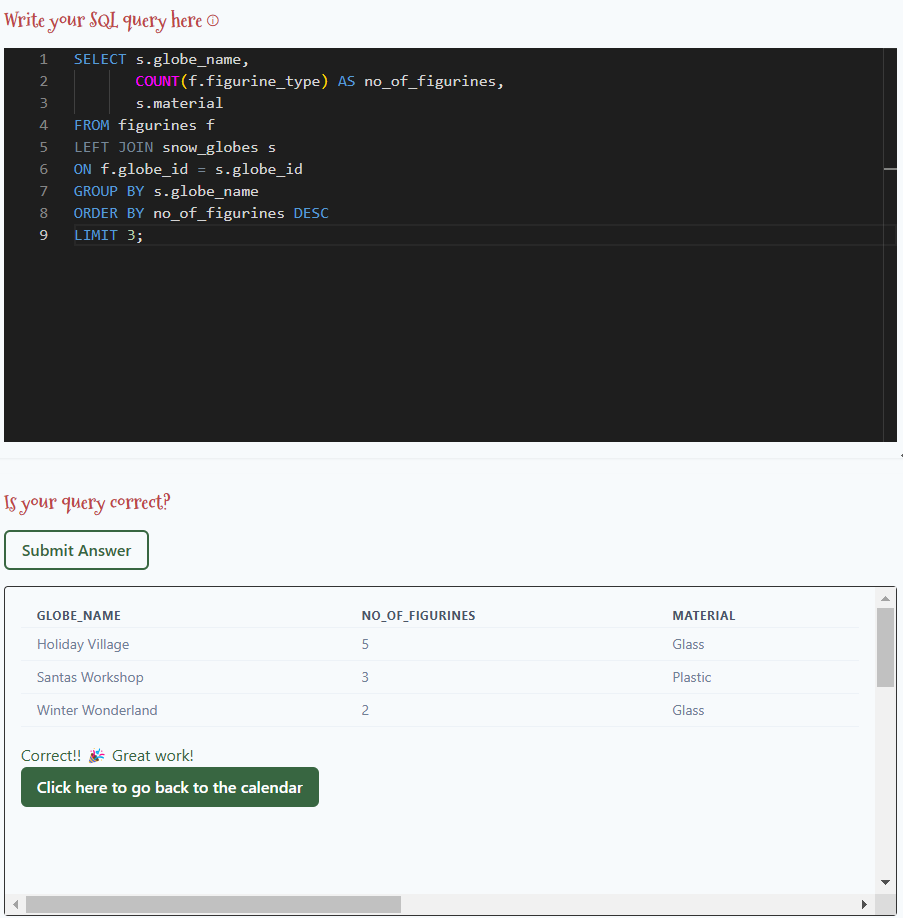 Write your SQL query here ⓘ
1 SELECT s.globe_name,
2 COUNT(f.figurine_type) AS no_of_figurines,
3 s.material
4 FROM figurines f
5 LEFT JOIN snow_globes s
6 ON f.globe_id = s.globe_id
7 GROUP BY s.globe_name
8 ORDER BY no_of_figurines DESC
9 LIMIT 3;
Is your query correct?
Submit Answer
GLOBE_NAME NO_OF_FIGURINES MATERIAL
Holiday Village 5 Glass
Santas Workshop 3 Plastic
Winter Wonderland 2 Glass
Correct!! 🎉 Great work!
Click here to go back to the calendar